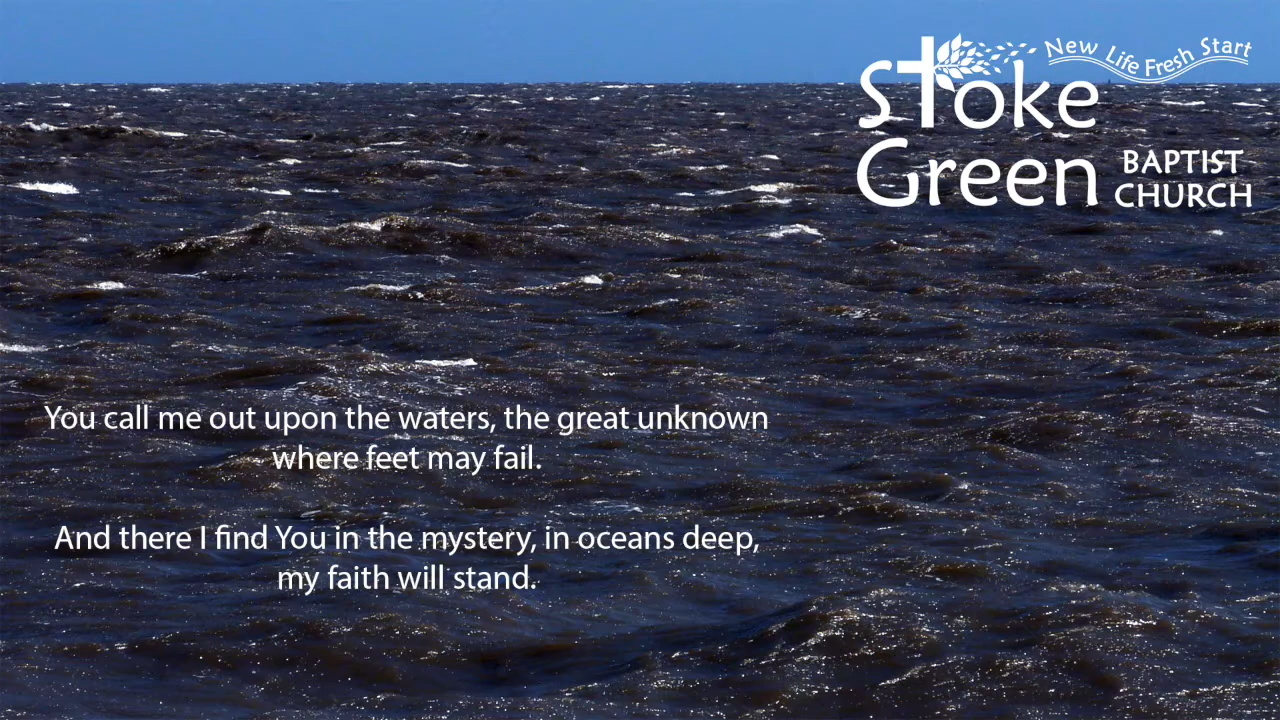 New Life Fresh Start
Stoke
Green
BAPTIST
CHURCH
You call me out upon the waters, the great unknown
where feet may fail.
And there I find You in the mystery, in oceans deep,
my faith will stand.